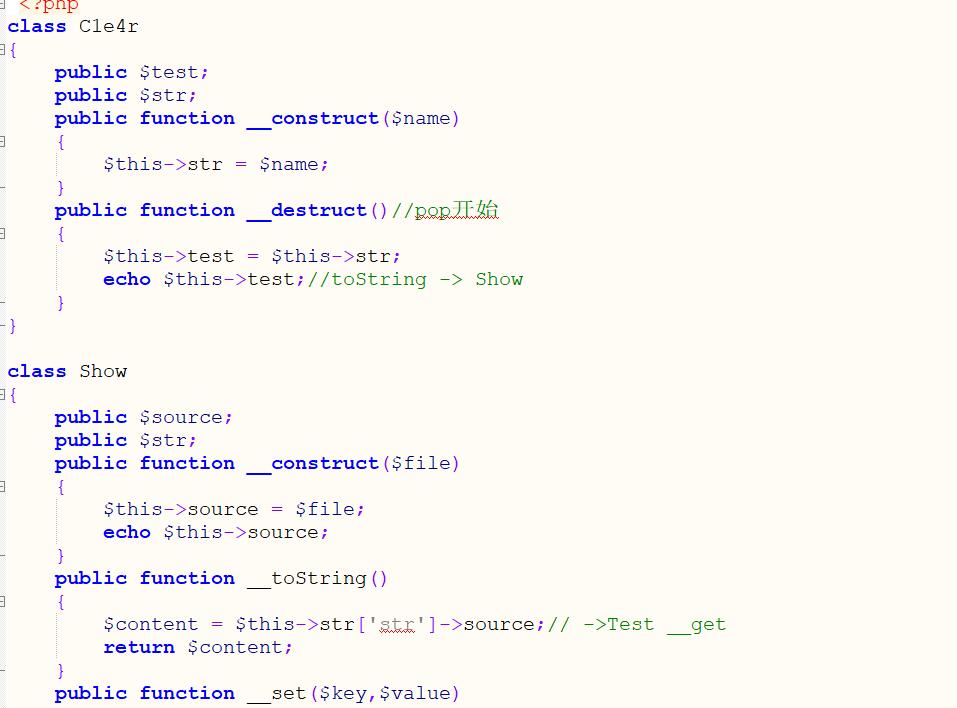 <?php
class C1e4r
{
    public $test;
    public $str;
    public function __construct($name)
    {
        $this->str = $name;
    }
    public function __destruct()//pop开始
    {
        $this->test = $this->str;
        echo $this->test;//toString -> Show
    }
}

class Show
{
    public $source;
    public $str;
    public function __construct($file)
    {
        $this->source = $file;
        echo $this->source;
    }
    public function __toString()
    {
        $content = $this->str['str']->source;// ->Test __get
        return $content;
    }
    public function __set($key,$value)